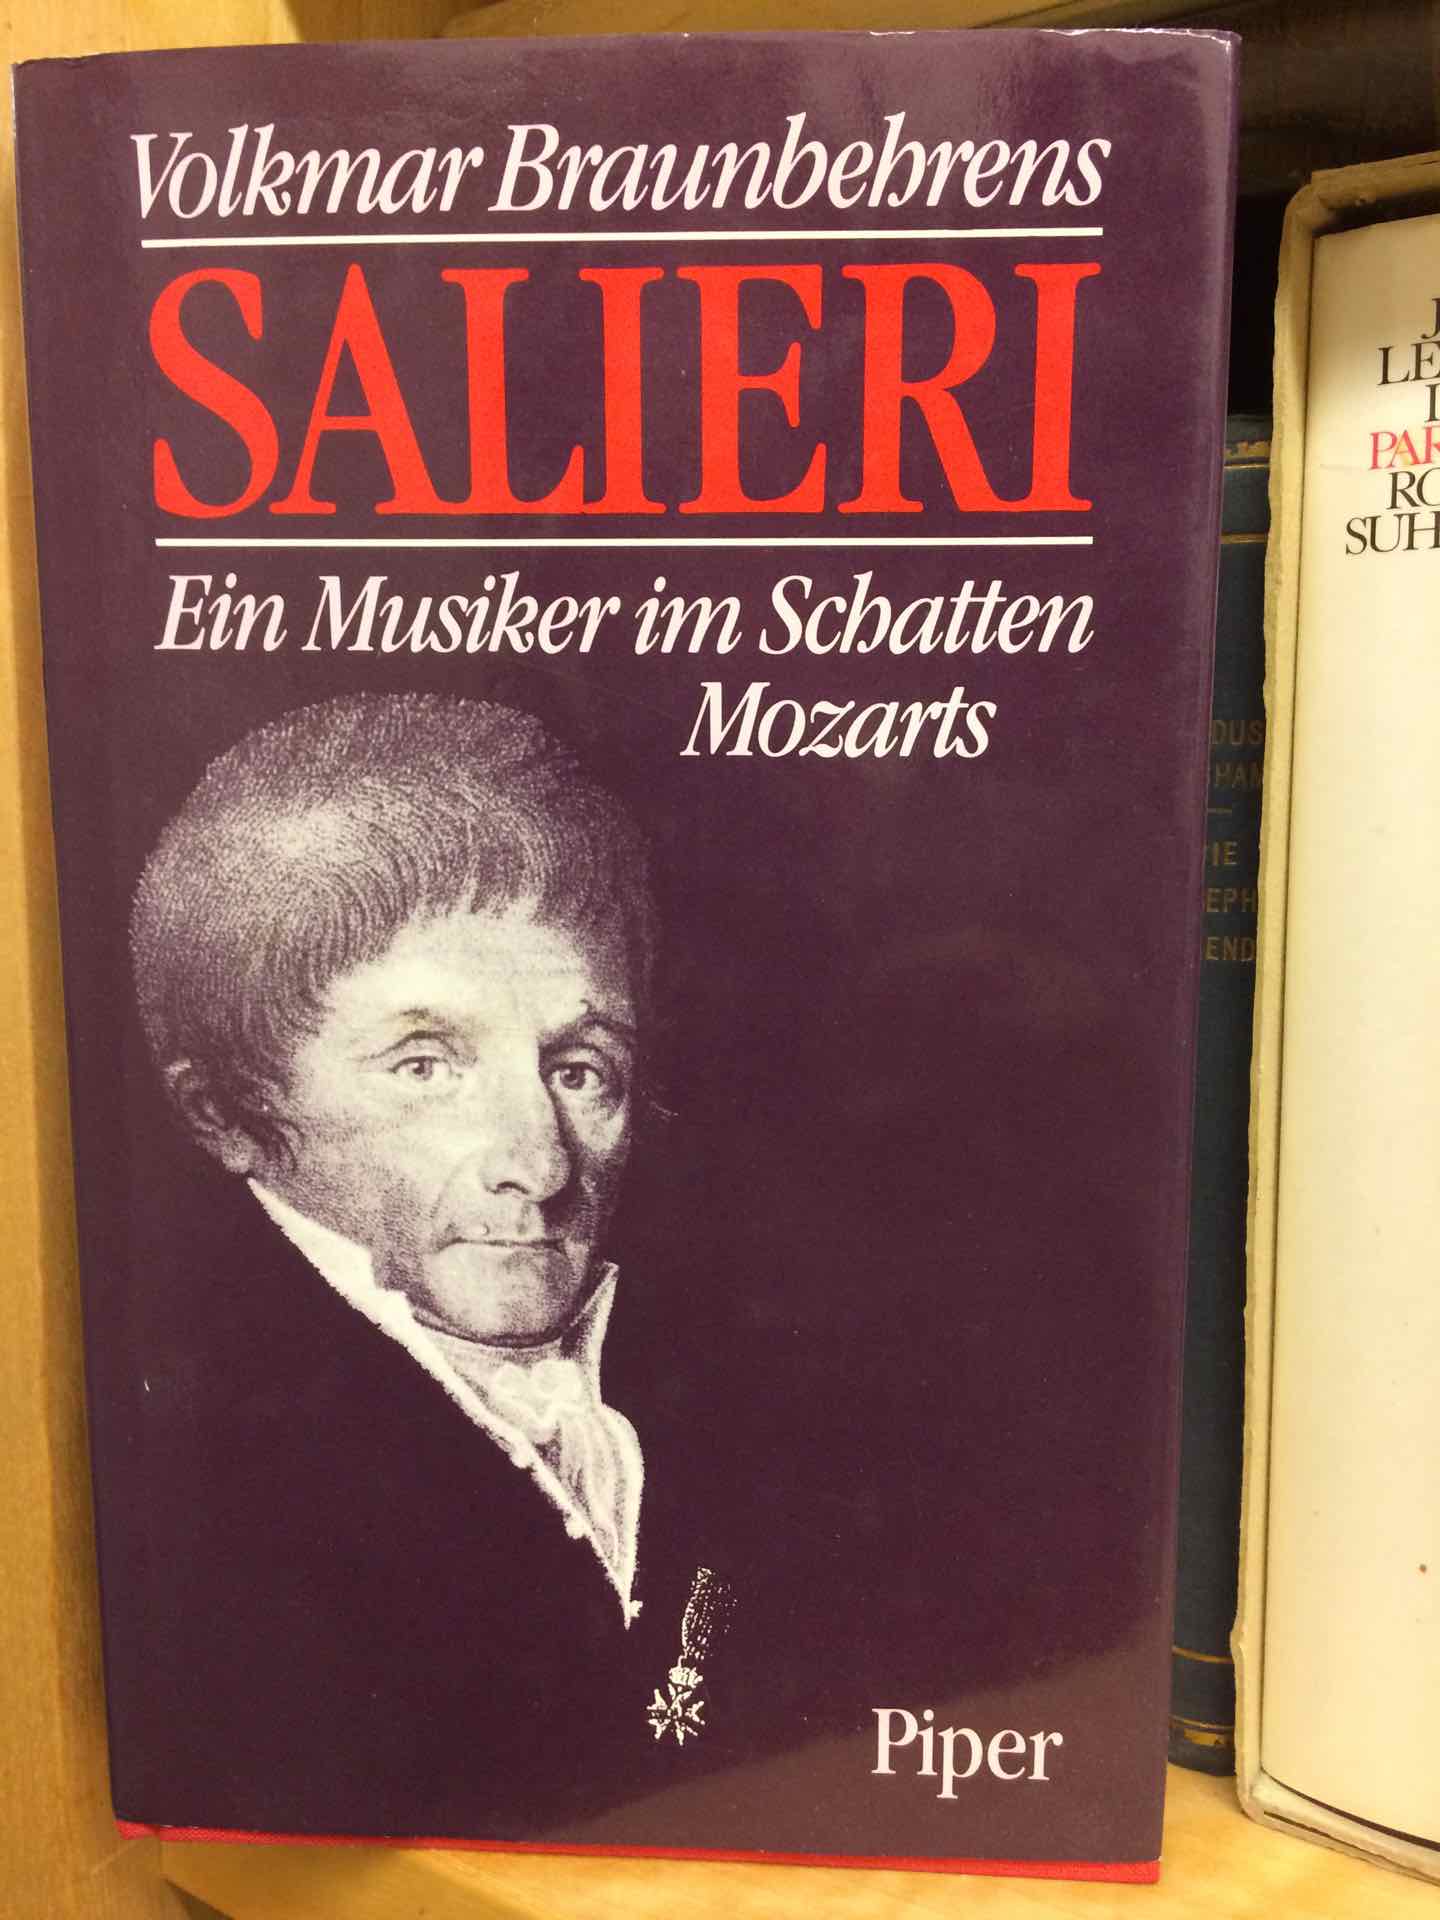 Volkmar Braunbehrens
SALIERI
Ein Musiker im Schatten
Mozarts
Piper